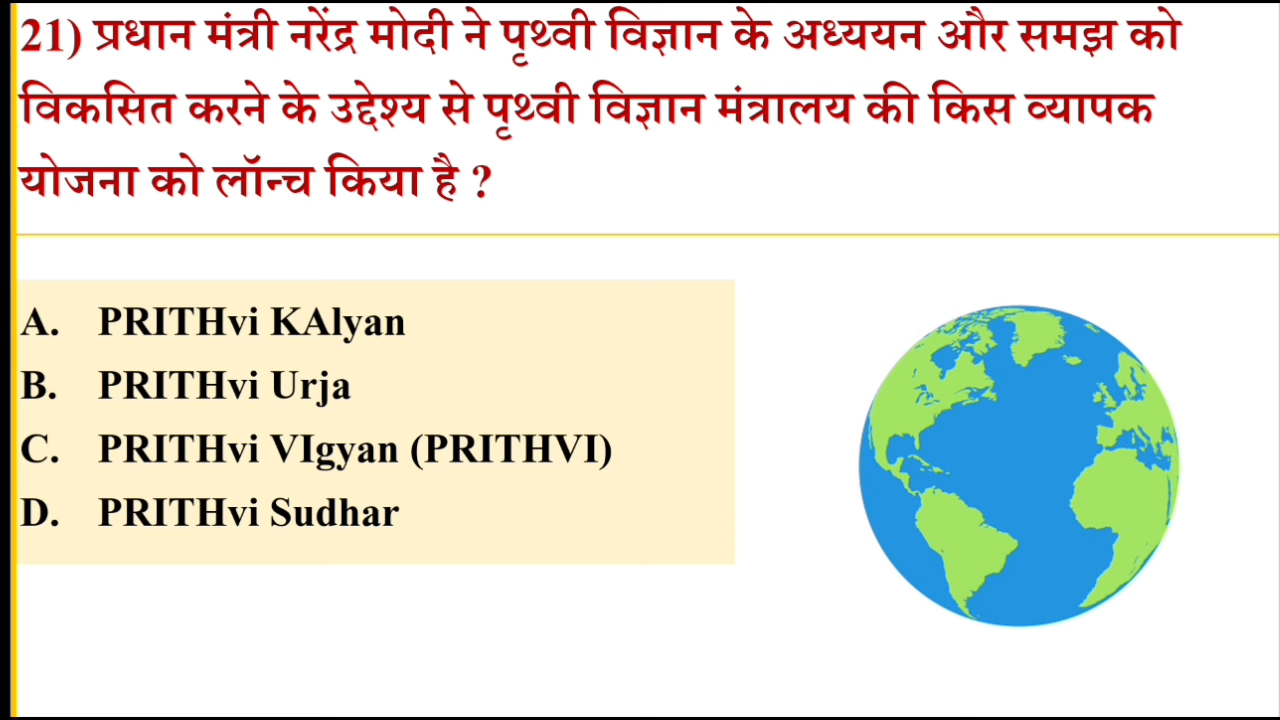 21) प्रधान मंत्री नरेंद्र मोदी ने पृथ्वी विज्ञान के अध्ययन और समझ को
विकसित करने के उद्देश्य से पृथ्वी विज्ञान मंत्रालय की किस व्यापक
योजना को लॉन्च किया है ?
A. PRITHvi KAlyan
B. PRITHvi Urja
C. PRITHvi VIgyan (PRITHVI)
D. PRITHvi Sudhar